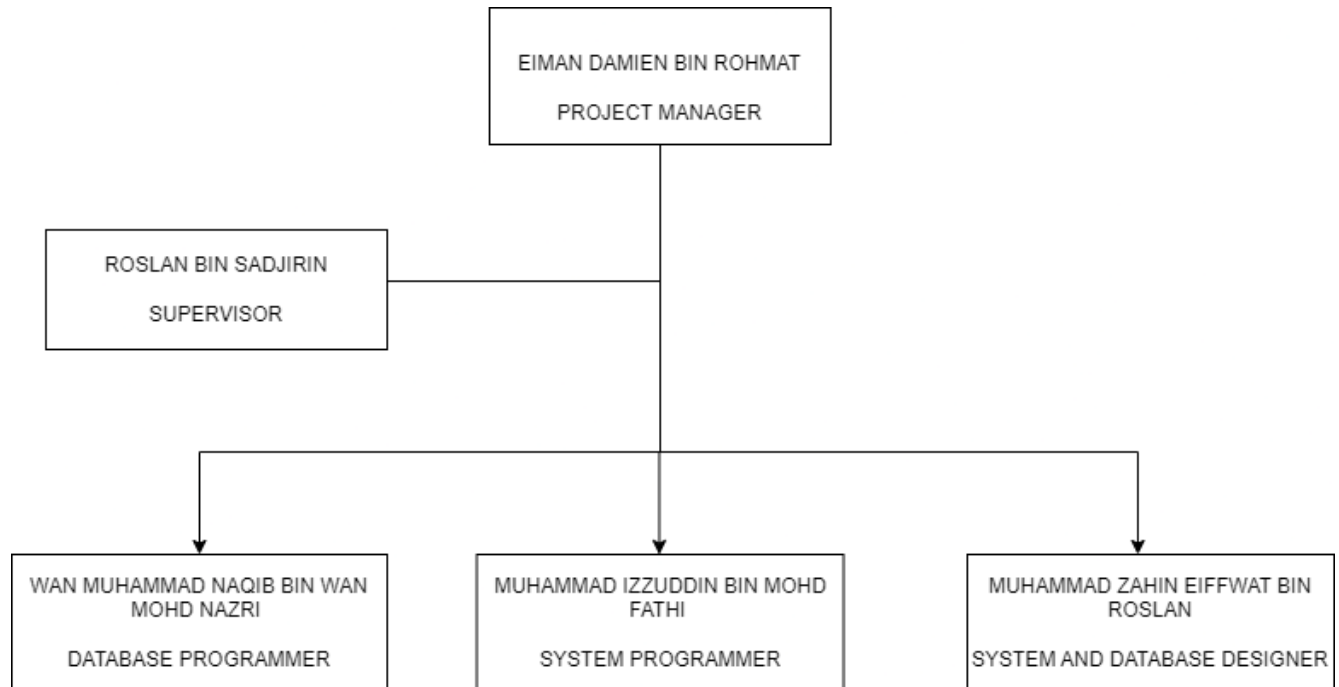 EIMAN DAMIEN BIN ROHMAT
PROJECT MANAGER
ROSLAN BIN SADJIRIN
SUPERVISOR
WAN MUHAMMAD NAQIB BIN WAN
MOHD NAZRI
DATABASE PROGRAMMER
MUHAMMAD IZZUDDIN BIN MOHD
FATHI
SYSTEM PROGRAMMER
MUHAMMAD ZAHIN EIFFWAT BIN
ROSLAN
SYSTEM AND DATABASE DESIGNER